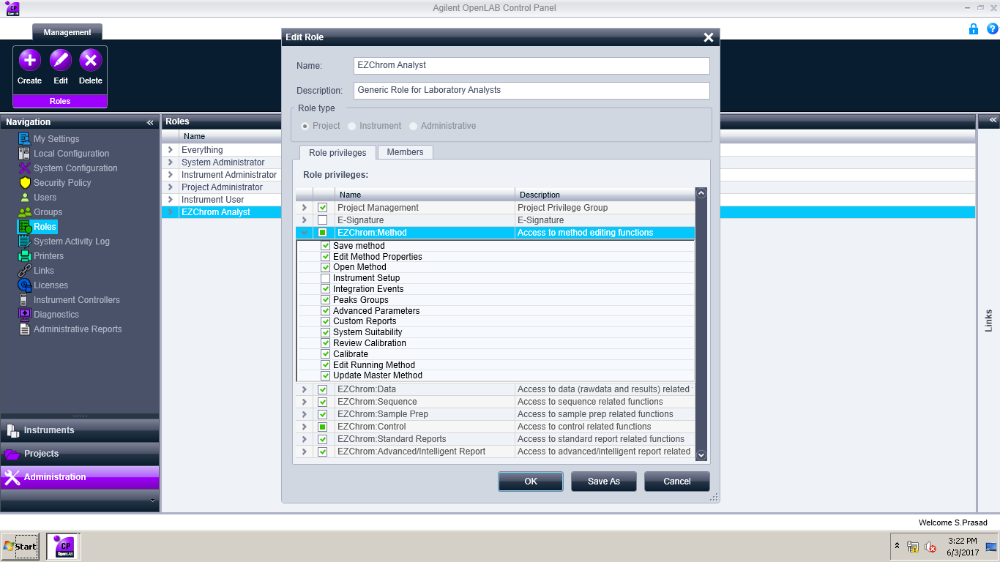 Agilent OpenLAB Control Panel
CP
Open LAB
Management
Create
Edit
Delete
Roles
Navigation
My Settings
Local Configuration
System Configuration
Security Policy
Users
Groups
Roles
System Activity Log
Printers
Links
Licenses
Instrument Controllers
Diagnostics
Administrative Reports
Instruments
Projects
Administration
Roles
Name
Everything
System Administrator
Instrument Administrator
Project Administrator
Instrument User
EZChrom Analyst
Edit Role
Name: EZChrom Analyst
Description: Generic Role for Laboratory Analysts
Role type
Project Instrument Administrative
Role privileges Members
Role privileges:
Name Description
Project Management Project Privilege Group
E-Signature E-Signature
EZChrom:Method Access to method editing functions
Save method
Edit Method Properties
Open Method
Instrument Setup
Integration Events
Peaks Groups
Advanced Parameters
Custom Reports
System Suitability
Review Calibration
Calibrate
Edit Running Method
Update Master Method
EZChrom:Data Access to data (rawdata and results) related
EZChrom:Sequence Access to sequence related functions
EZChrom:Sample Prep Access to sample prep related functions
EZChrom:Control Access to control related functions
EZChrom:Standard Reports Access to standard report related functions
EZChrom:Advanced/Intelligent Report Access to advanced/intelligent report related
OK Save As Cancel
Links
Welcome S.Prasad
Start
CP
OpenLAB
3:22 PM
6/3/2017